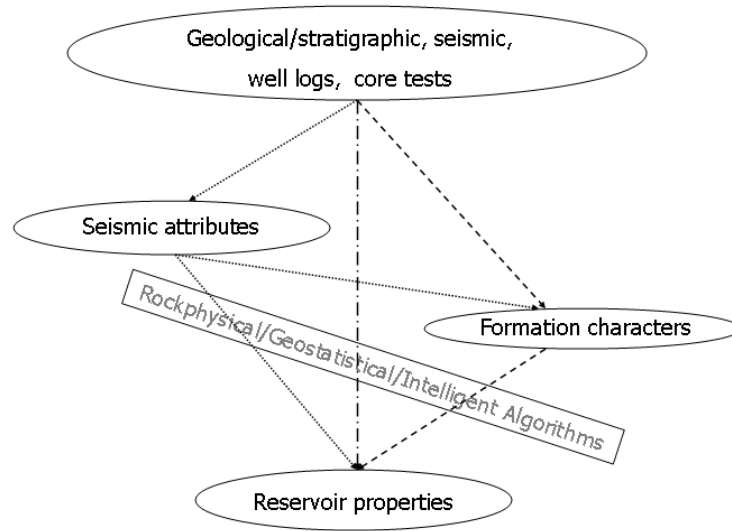 Geological/stratigraphic, seismic,
well logs, core tests
Seismic attributes
Rockphysical/Geostatistical/Intelligent Algorithms
Formation characters
Reservoir properties